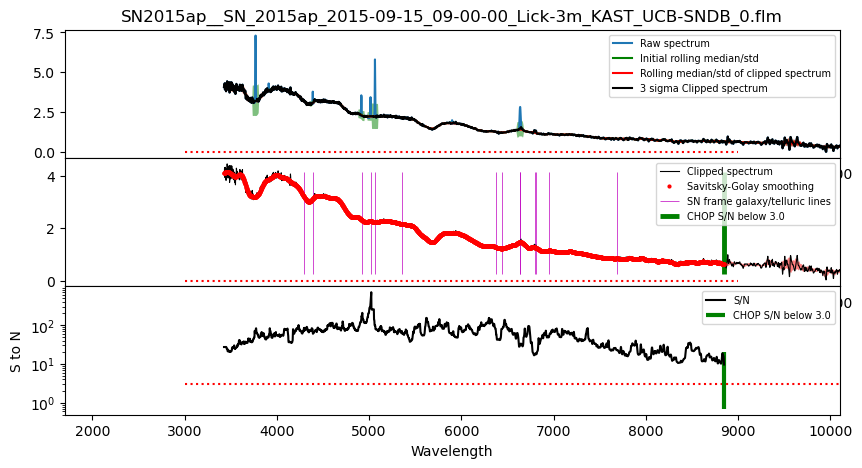 SN2015ap__SN_2015ap_2015-09-15_09-00-00_Lick-3m_KAST_UCB-SNDB_0.flm
7.5
5.0
2.5
0.0
Raw spectrum
Initial rolling median/std
Rolling median/std of clipped spectrum
3 sigma Clipped spectrum
00
4
2
0
Clipped spectrum
Savitsky-Golay smoothing
SN frame galaxy/telluric lines
CHOP S/N below 3.0
00
S to N
10²
10¹
10⁰
S/N
CHOP S/N below 3.0
2000 3000 4000 5000 6000 7000 8000 9000 10000
Wavelength